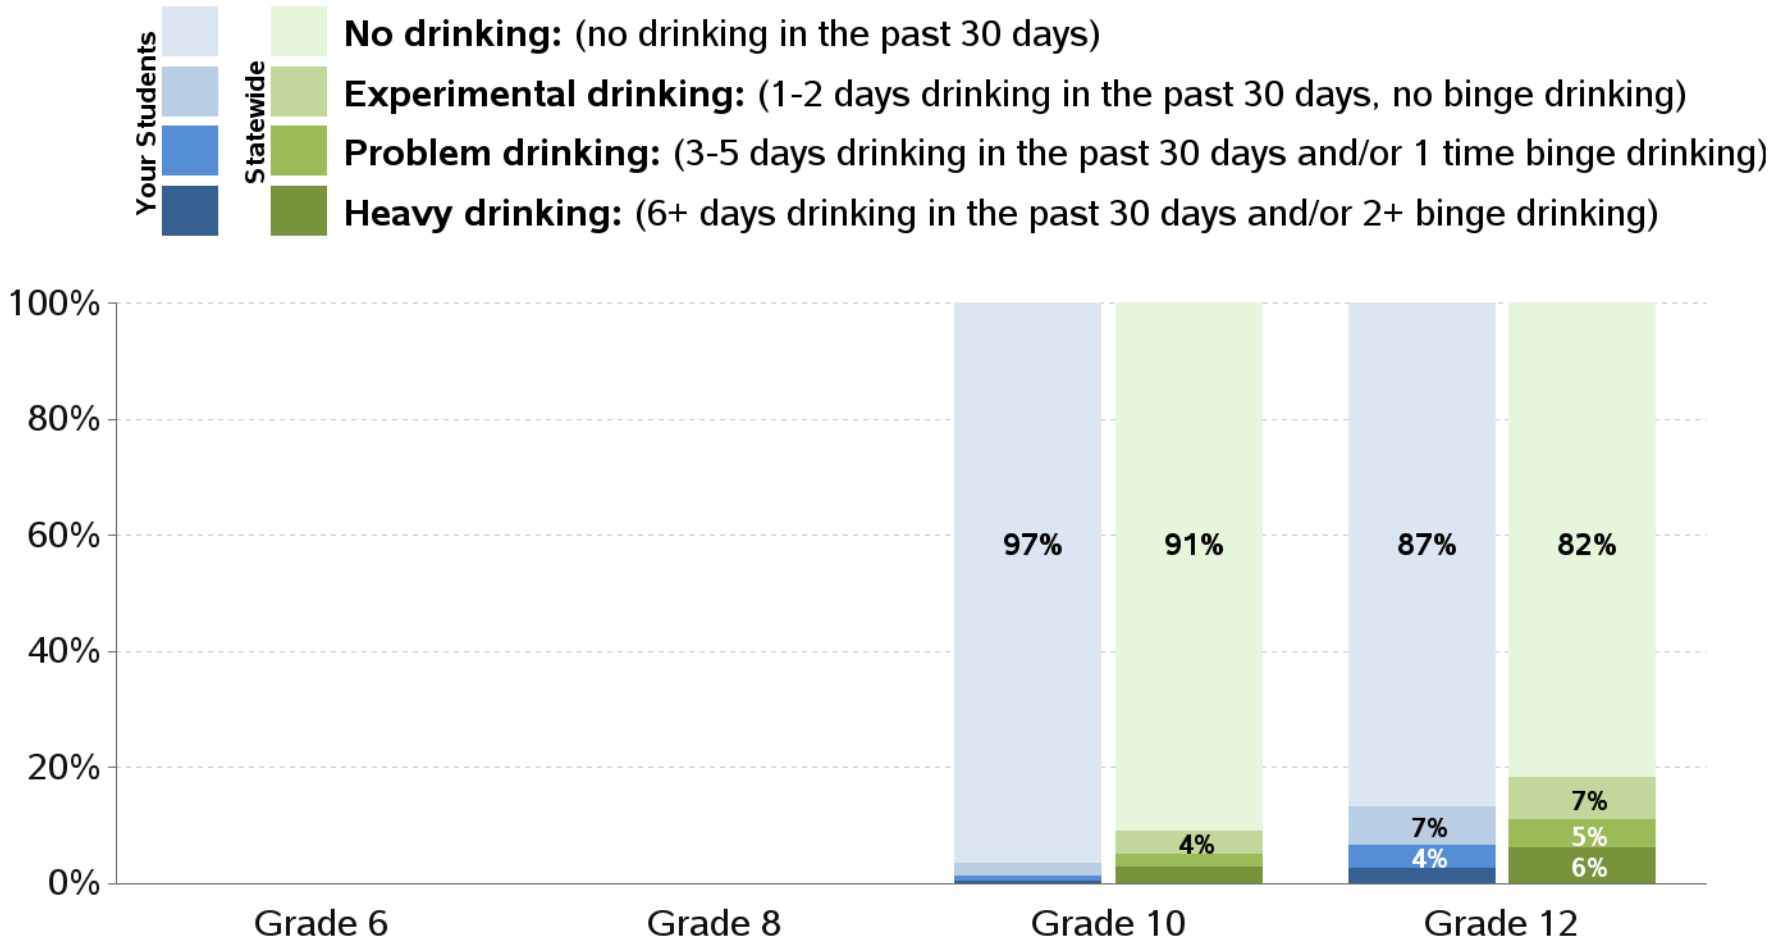 Your Students
Statewide
No drinking: (no drinking in the past 30 days)
Experimental drinking: (1-2 days drinking in the past 30 days, no binge drinking)
Problem drinking: (3-5 days drinking in the past 30 days and/or 1 time binge drinking)
Heavy drinking: (6+ days drinking in the past 30 days and/or 2+ binge drinking)
100%
80%
60%
40%
20%
0%
97%
91%
4%
87%
7%
4%
82%
7%
5%
6%
Grade 6
Grade 8
Grade 10
Grade 12